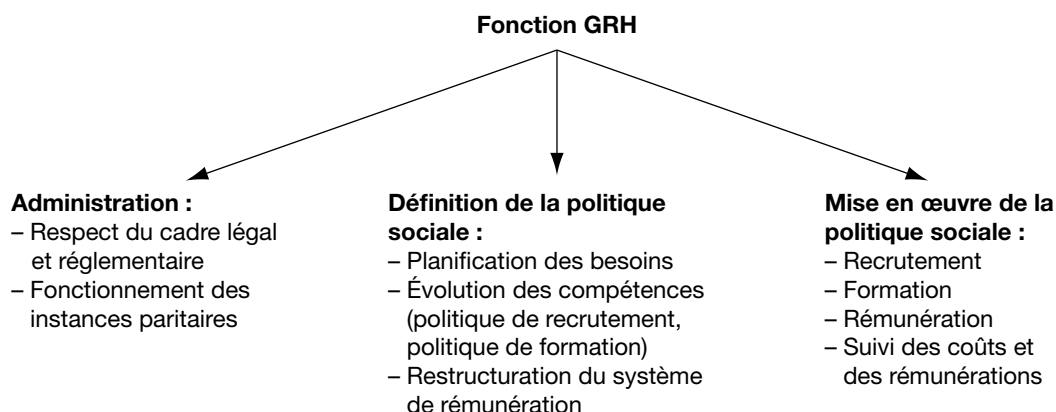 Fonction GRH
Administration :
– Respect du cadre légal
et réglementaire
– Fonctionnement des
instances paritaires
Définition de la politique
sociale :
– Planification des besoins
– Évolution des compétences
(politique de recrutement,
politique de formation)
– Restructuration du système
de rémunération
Mise en œuvre de la
politique sociale :
– Recrutement
– Formation
– Rémunération
– Suivi des coûts et
des rémunérations